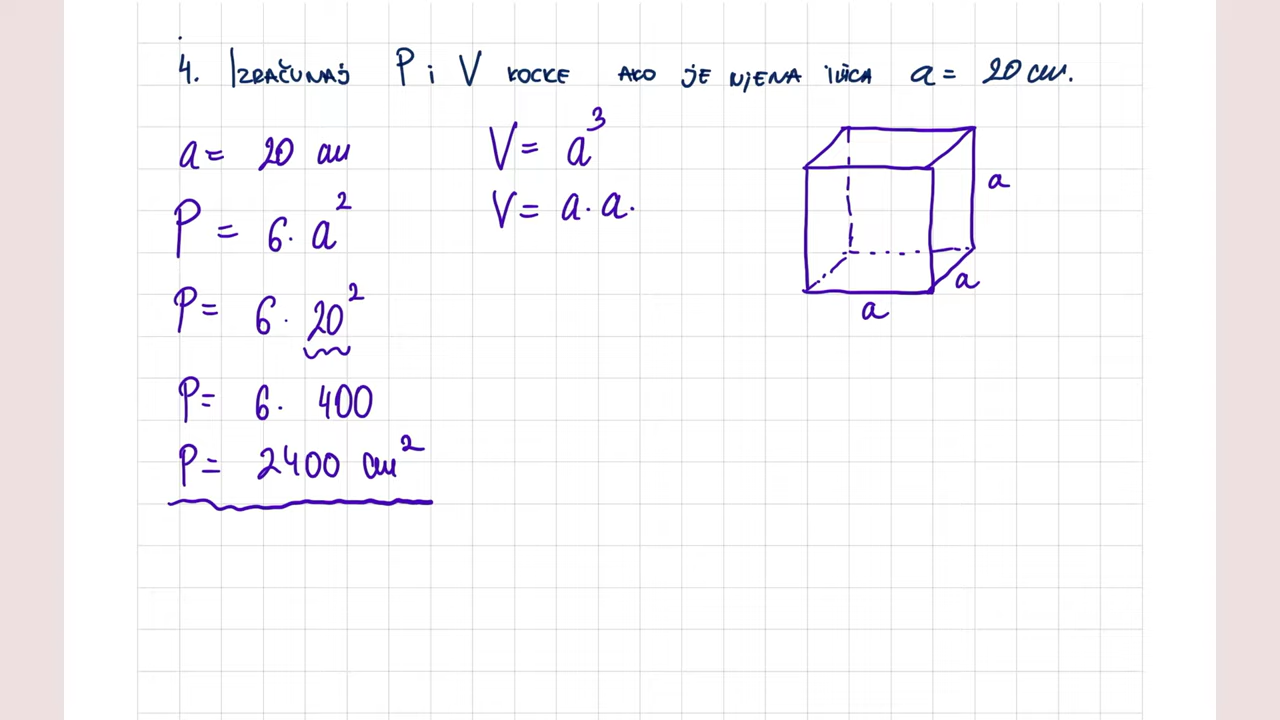 4. Izračunaj P i V kocke ako je njena ivica a = 20 cm.
a = 20 cm
P = 6 · a²
P = 6 · 20²
P = 6 · 400
P = 2400 cm²
V = a³
V = a · a ·
a
a
a